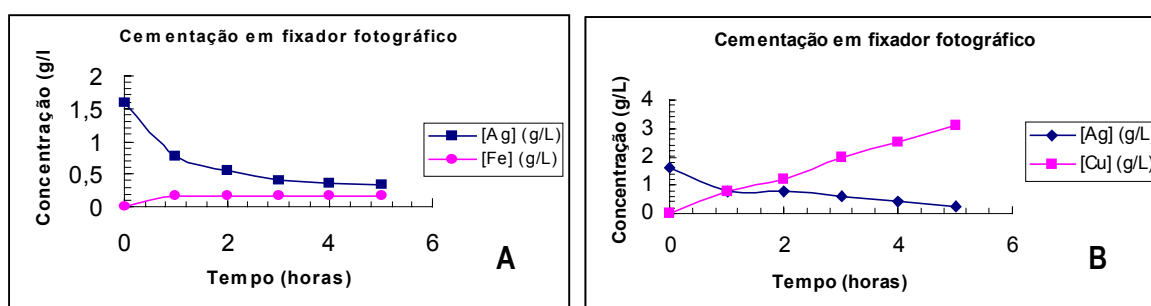 Cementação em fixador fotográfico
Concentração (g/l
2
1,5
1
0,5
0
0 2 4 6
Tempo (horas)
[Ag] (g/L)
[Fe] (g/L)
A
Cementação em fixador fotográfico
Concentração (g/L)
4
3
2
1
0
0 2 4 6
Tempo (horas)
[Ag] (g/L)
[Cu] (g/L)
B